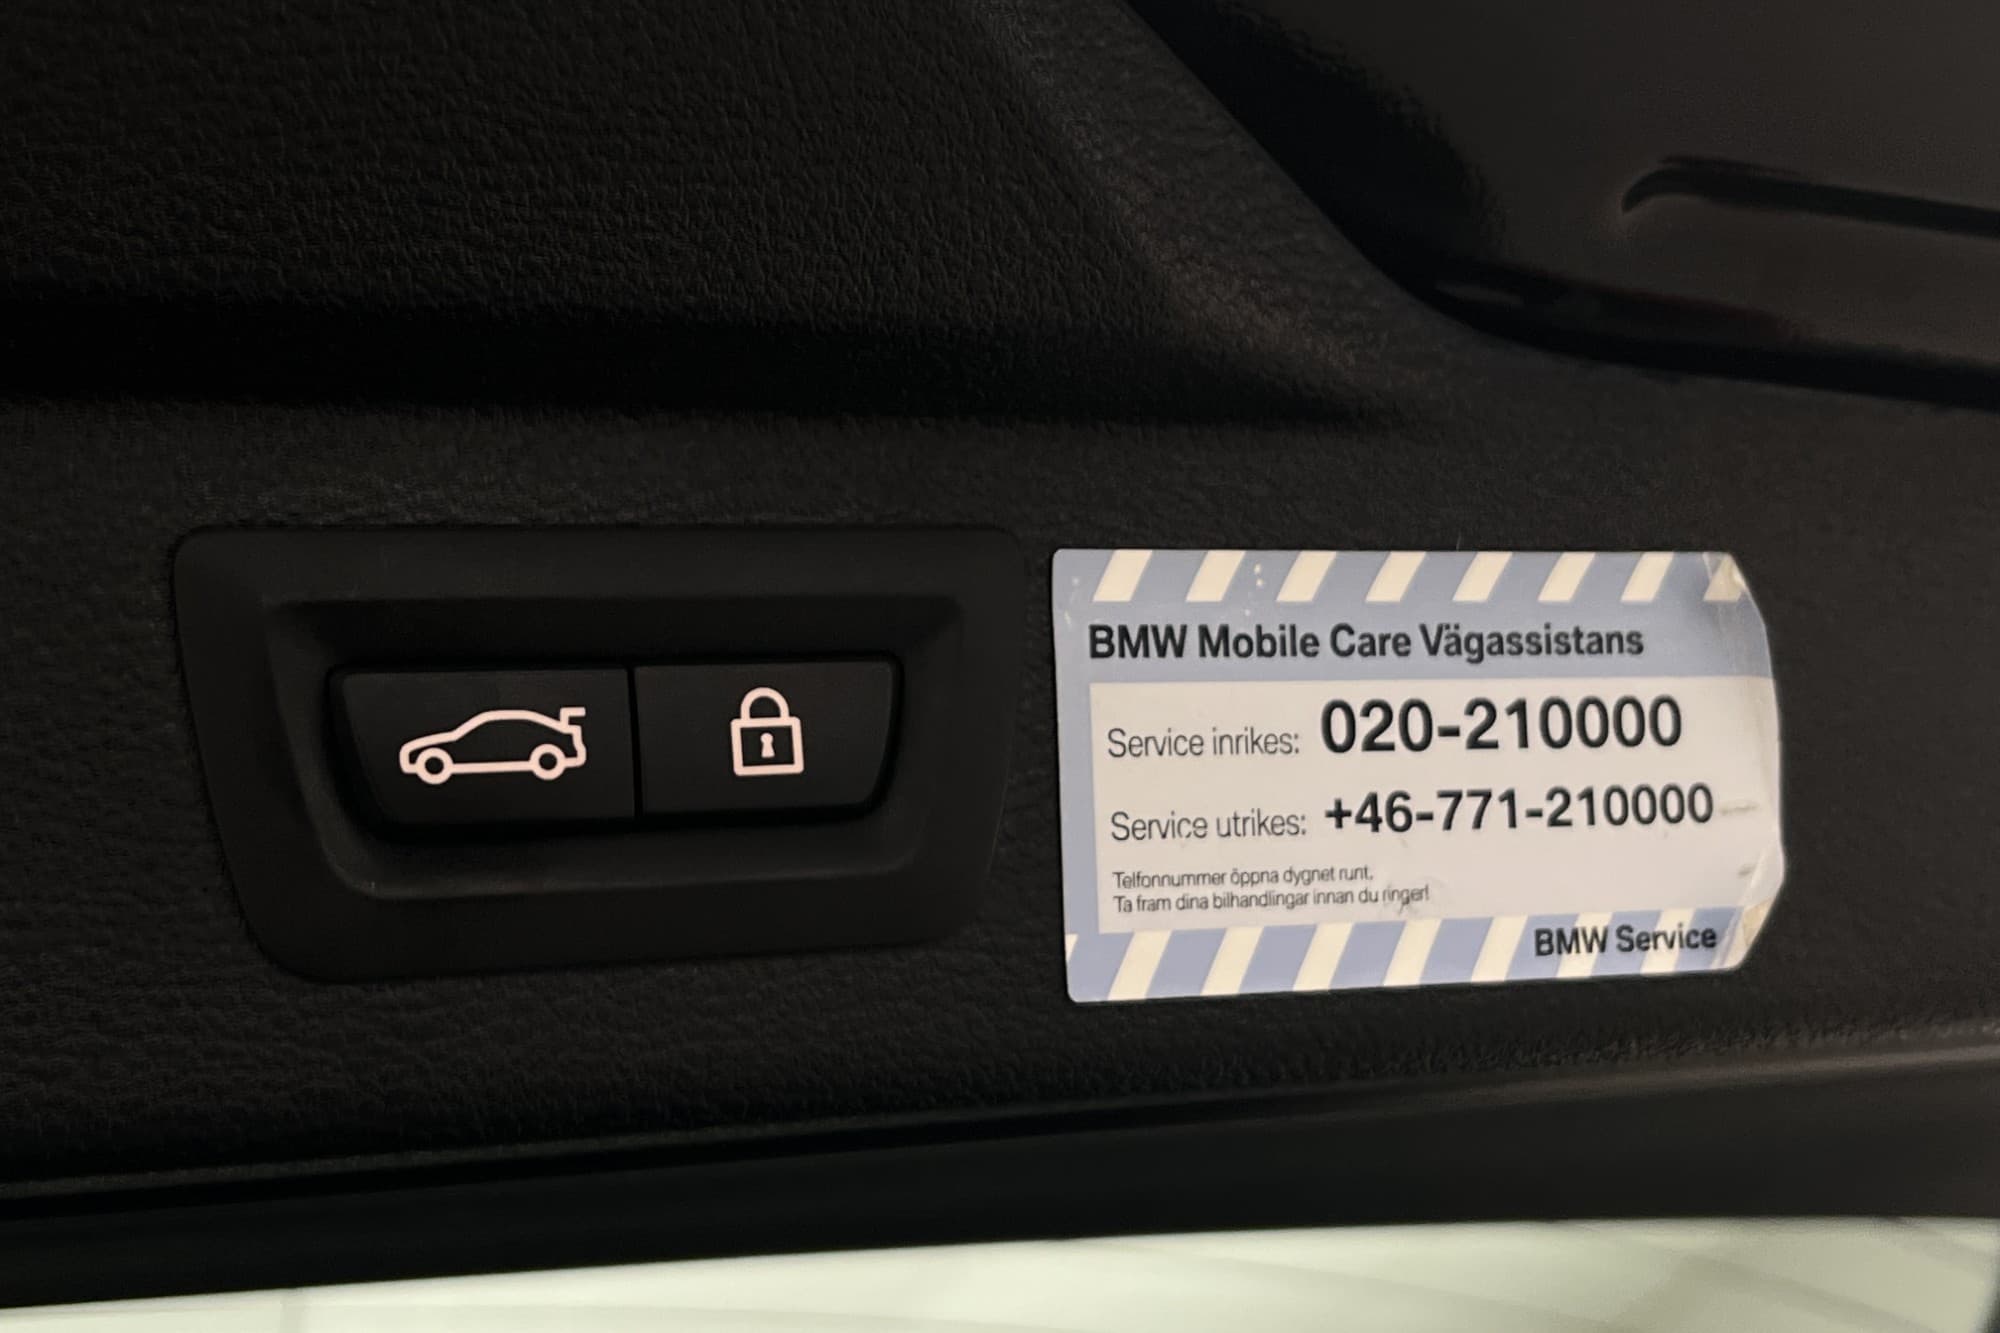 BMW Mobile Care Vägassistans
Service inrikes: 020-210000
Service utrikes: +46-771-210000
Telfonnummer öppna dygnet runt.
Ta fram dina bilhandlingar innan du ringer!
BMW Service